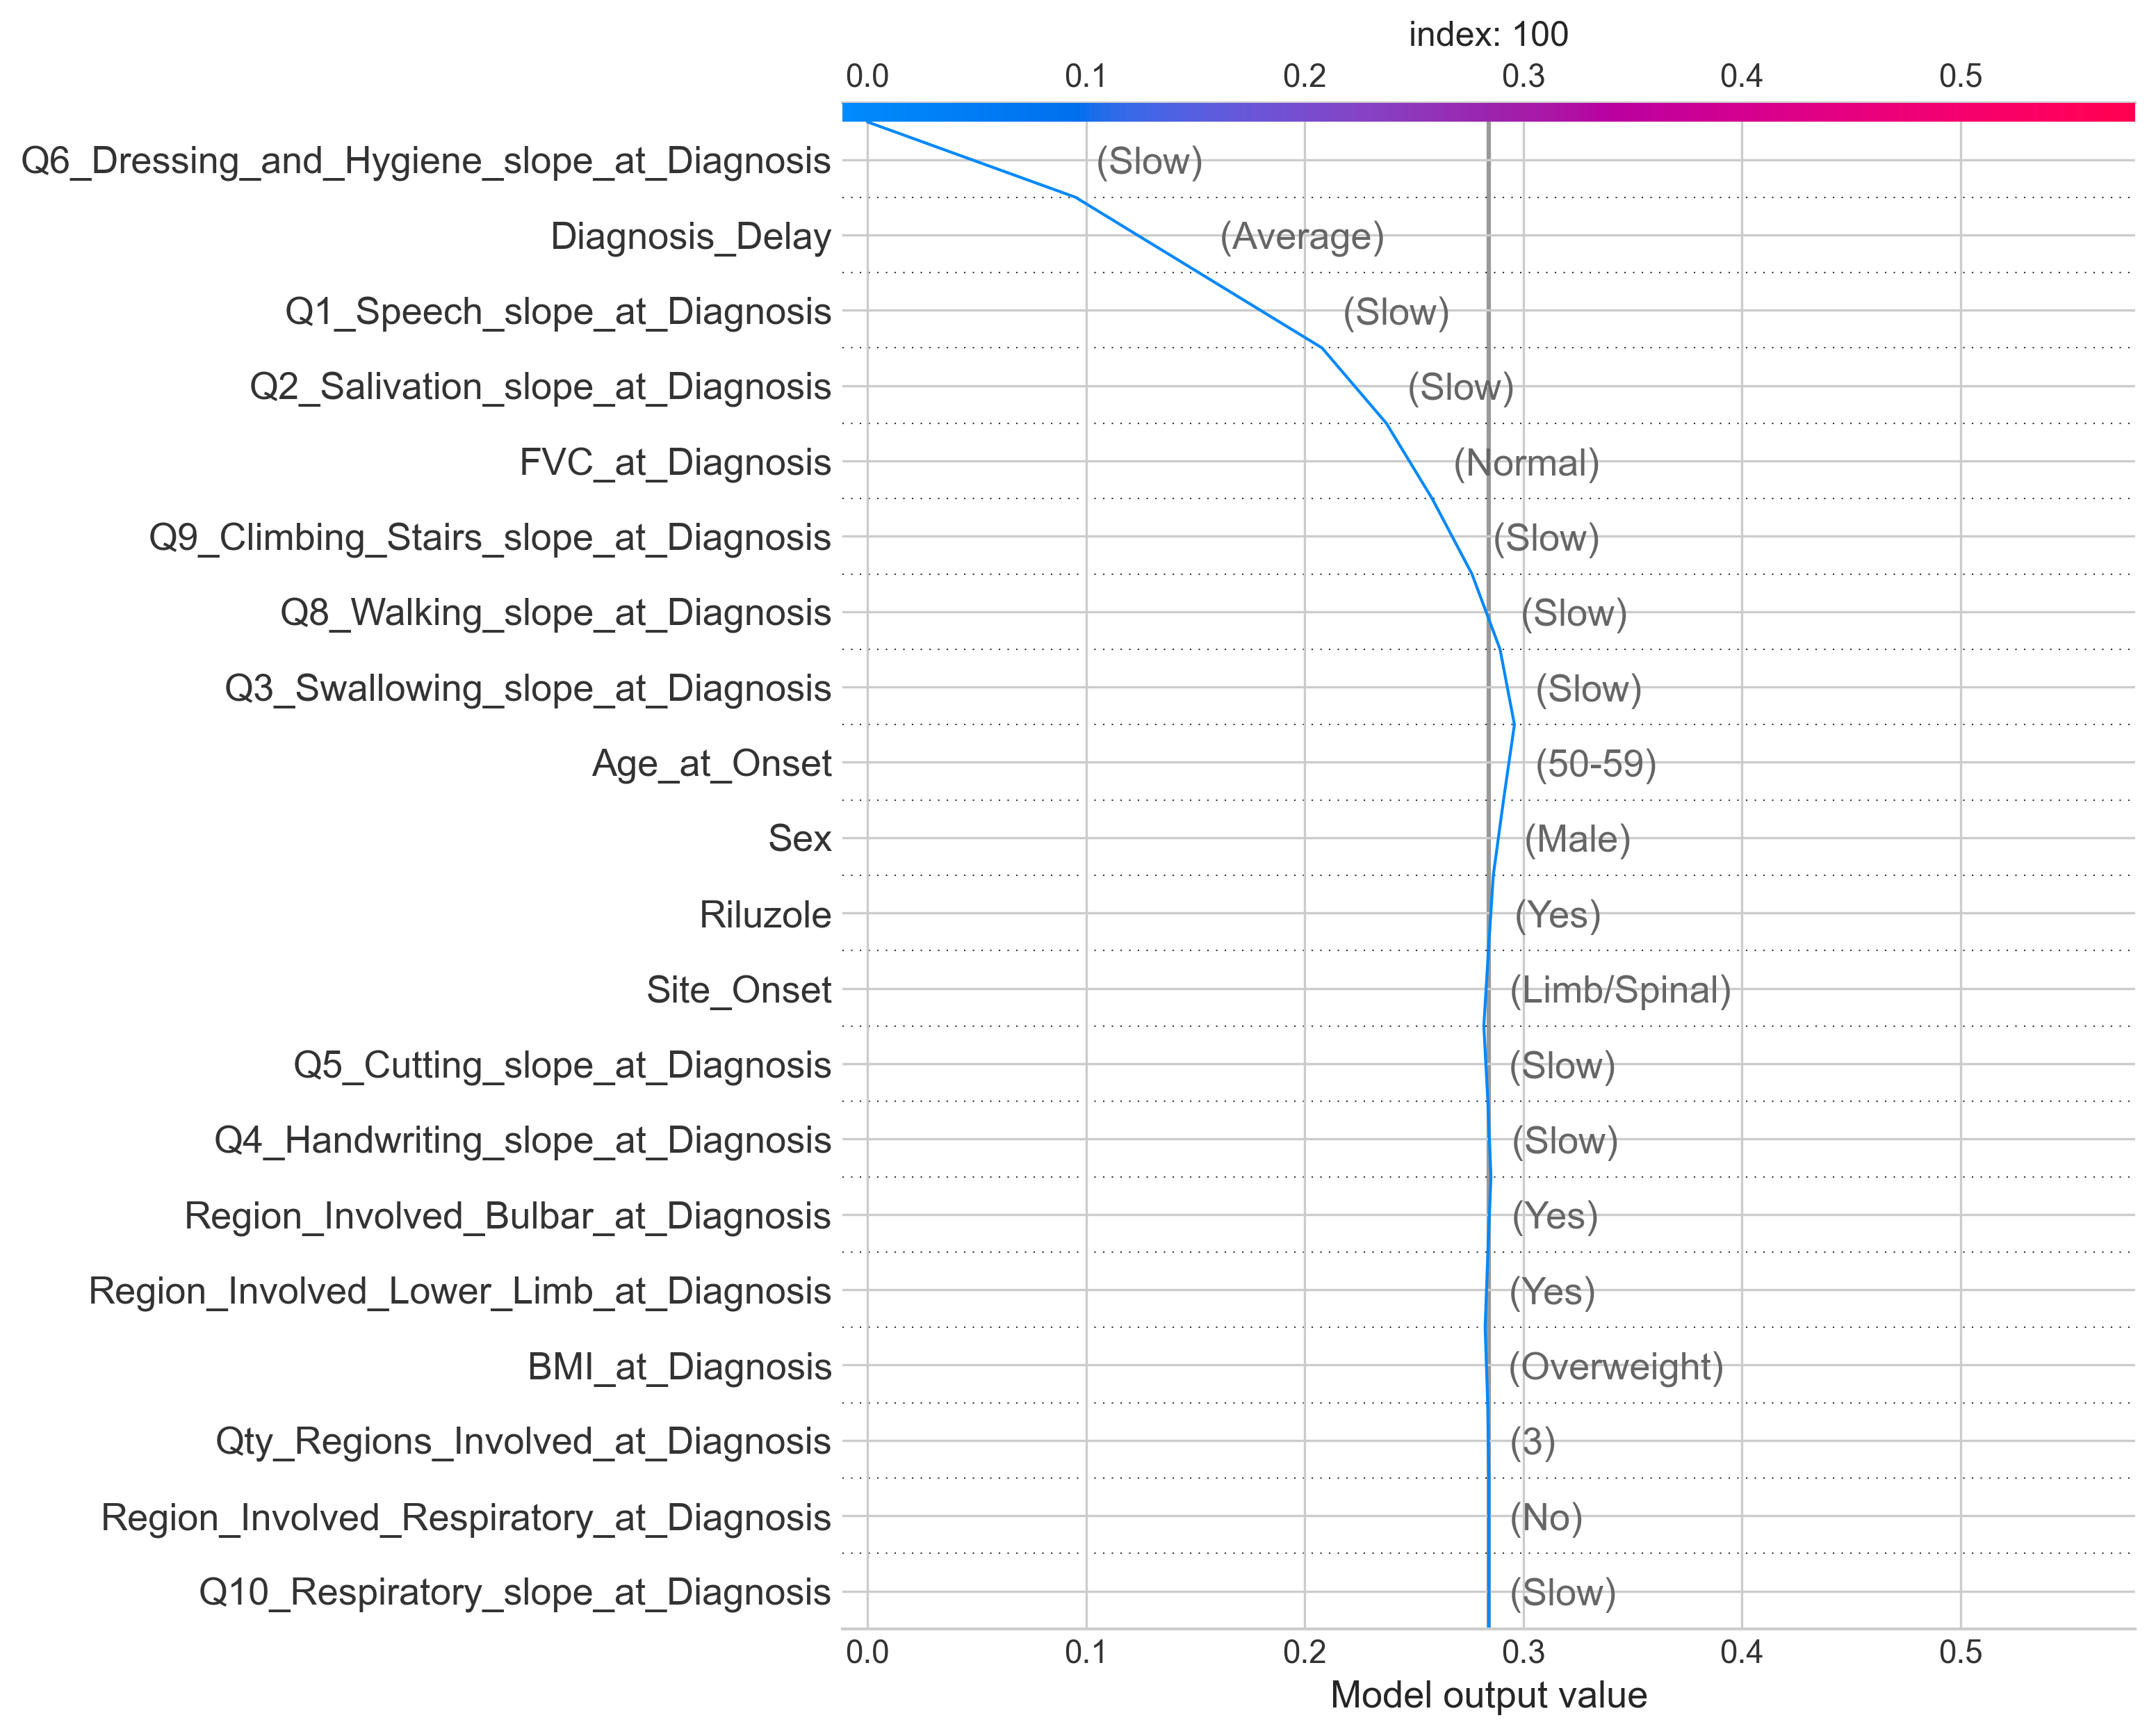 index: 100
0.0 0.1 0.2 0.3 0.4 0.5
Q6_Dressing_and_Hygiene_slope_at_Diagnosis (Slow)
Diagnosis_Delay (Average)
Q1_Speech_slope_at_Diagnosis (Slow)
Q2_Salivation_slope_at_Diagnosis (Slow)
FVC_at_Diagnosis (Normal)
Q9_Climbing_Stairs_slope_at_Diagnosis (Slow)
Q8_Walking_slope_at_Diagnosis (Slow)
Q3_Swallowing_slope_at_Diagnosis (Slow)
Age_at_Onset (50-59)
Sex (Male)
Riluzole (Yes)
Site_Onset (Limb/Spinal)
Q5_Cutting_slope_at_Diagnosis (Slow)
Q4_Handwriting_slope_at_Diagnosis (Slow)
Region_Involved_Bulbar_at_Diagnosis (Yes)
Region_Involved_Lower_Limb_at_Diagnosis (Yes)
BMI_at_Diagnosis (Overweight)
Qty_Regions_Involved_at_Diagnosis (3)
Region_Involved_Respiratory_at_Diagnosis (No)
Q10_Respiratory_slope_at_Diagnosis (Slow)
0.0 0.1 0.2 0.3 0.4 0.5
Model output value